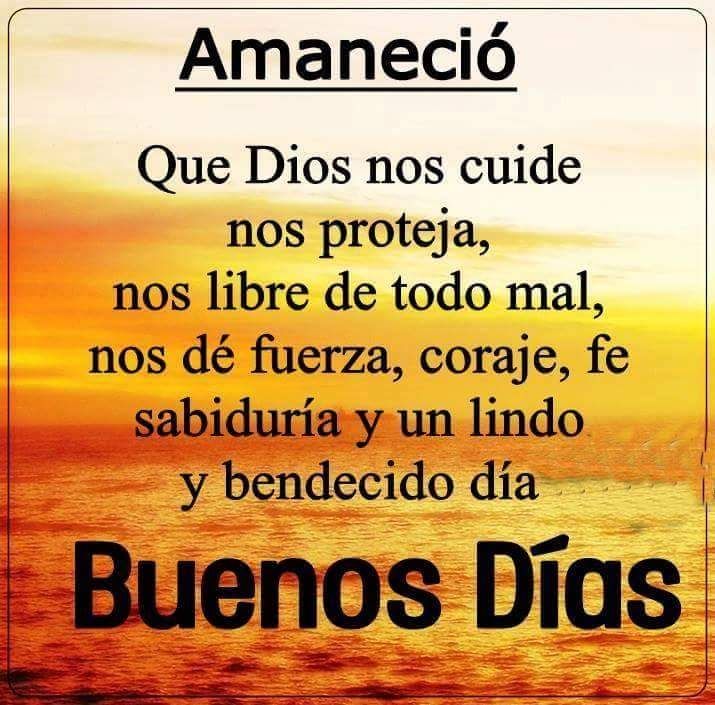 Amaneció
Que Dios nos cuide
nos proteja,
nos libre de todo mal,
nos dé fuerza, coraje, fe
sabiduría y un lindo
y bendecido día
Buenos Días